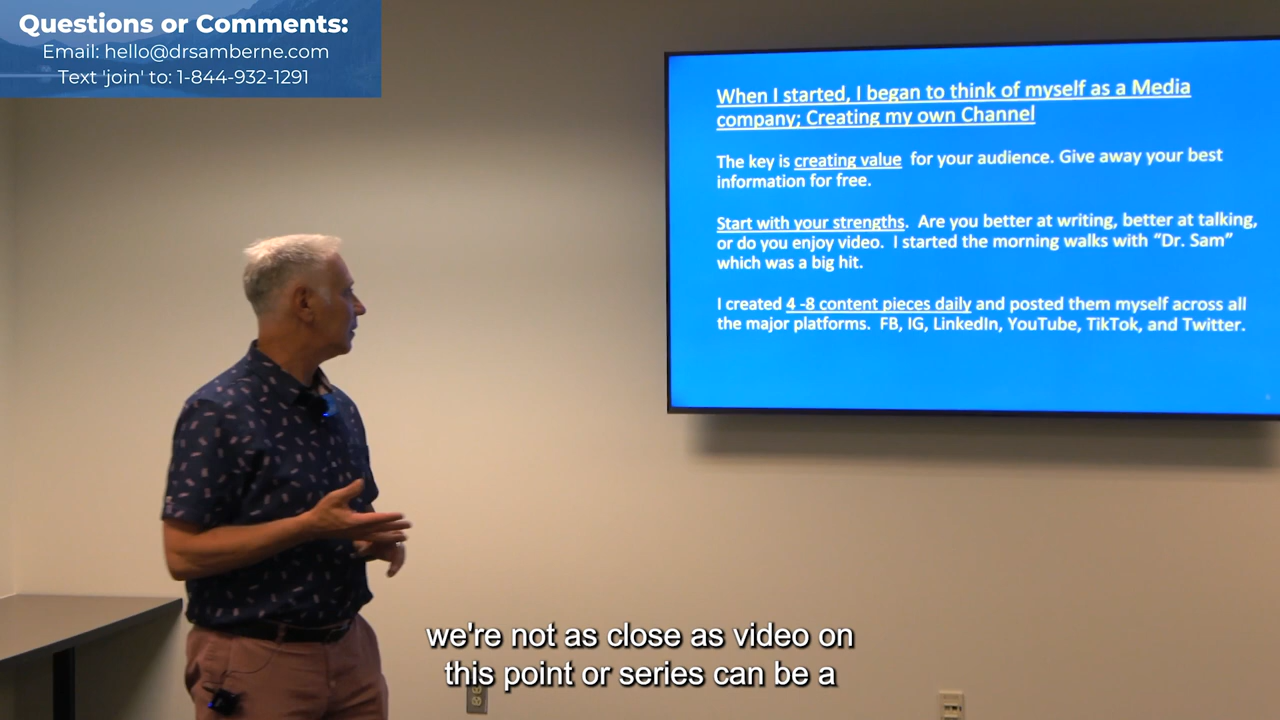 Questions or Comments:
Email: hello@drsamberne.com
Text 'join' to: 1-844-932-1291
When I started, I began to think of myself as a Media
company; Creating my own Channel
The key is creating value for your audience. Give away your best
information for free.
Start with your strengths. Are you better at writing, better at talking,
or do you enjoy video. I started the morning walks with “Dr. Sam”
which was a big hit.
I created 4 -8 content pieces daily and posted them myself across all
the major platforms. FB, IG, LinkedIn, YouTube, TikTok, and Twitter.
we're not as close as video on
this point or series can be a